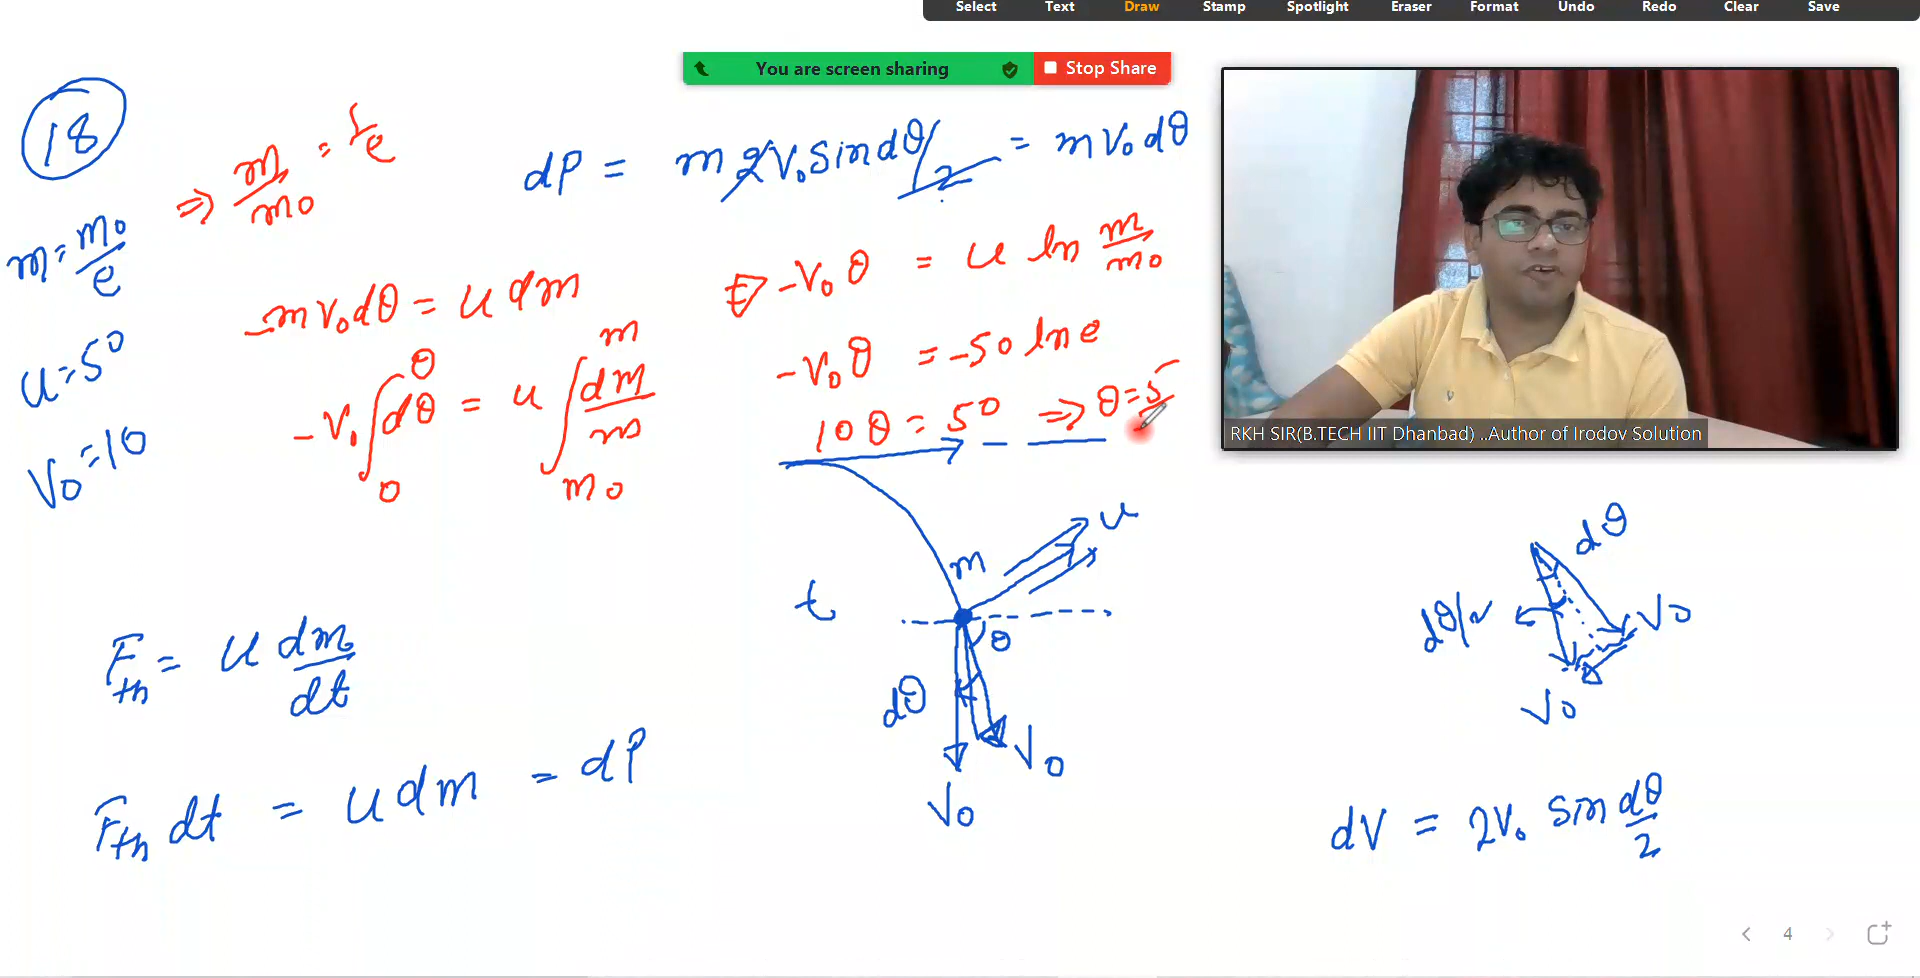 Select Text Draw Stamp Spotlight Eraser Format Undo Redo Clear Save
You are screen sharing
Stop Share
18
⇒ m/m0 = 1/e
dP = m 2V0 sin dθ/2 = m V0 dθ
m = m0/e
-m V0 dθ = u dm
⇒ -V0 θ = u ln m/m0
u = 50
-V0 ∫0^θ dθ = u ∫m0^m dm/m
-V0 θ = -50 ln e
V0 = 10
10 θ = 50 ⇒ θ = 5
RKH SIR(B.TECH IIT Dhanbad) ..Author of Irodov Solution
u
m
t
θ
dθ
V0
V0
dθ
dθ/2
V0
V0
Fth = u dm/dt
Fth dt = u dm = dP
dV = 2V0 sin dθ/2
4